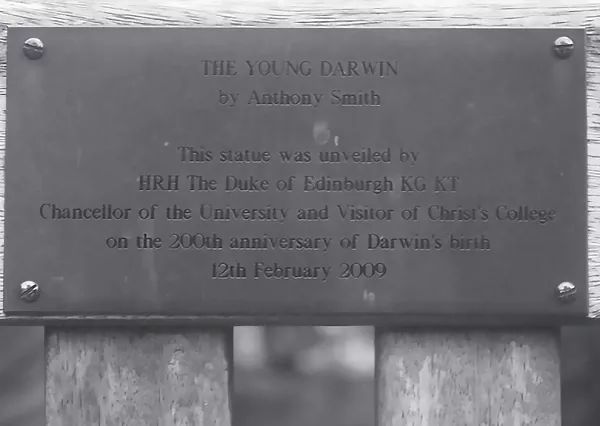 THE YOUNG DARWIN
by Anthony Smith
This statue was unveiled by
HRH The Duke of Edinburgh KG KT
Chancellor of the University and Visitor of Christ's College
on the 200th anniversary of Darwin's birth
12th February 2009